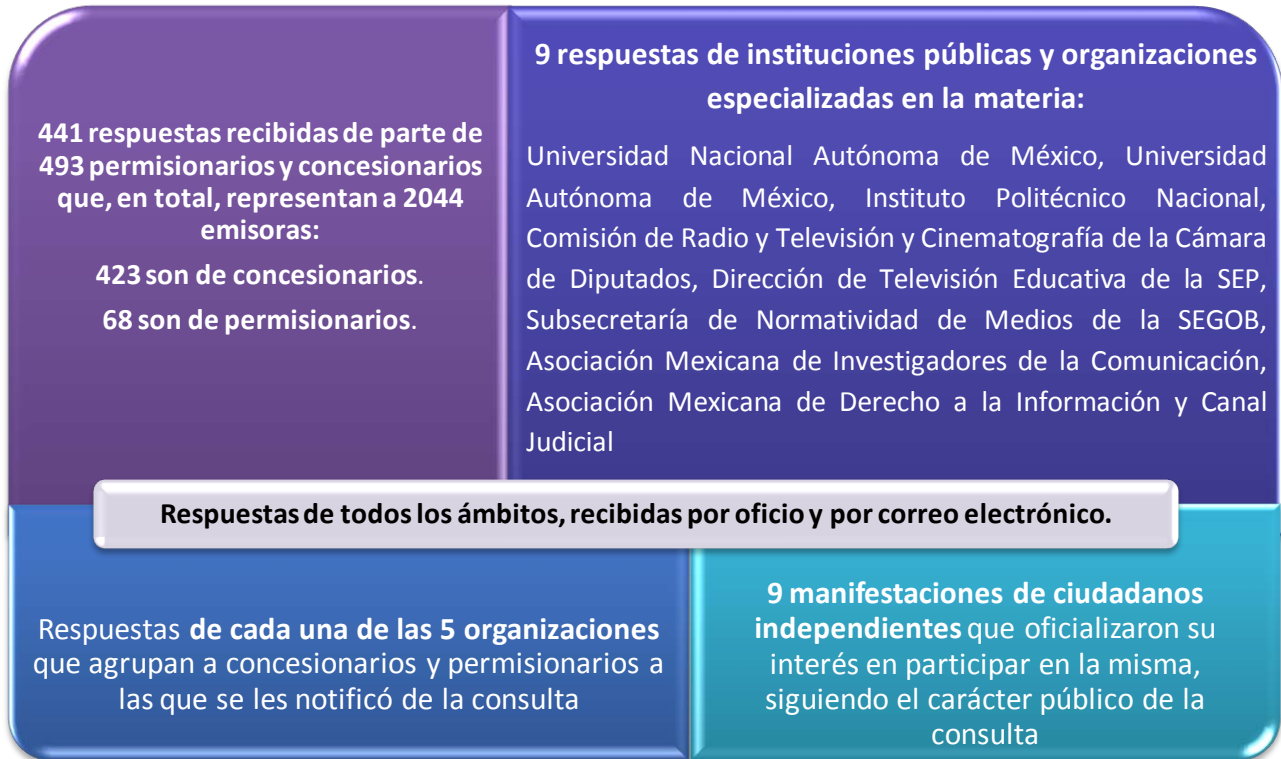 441 respuestas recibidas de parte de
493 permisionarios y concesionarios
que, en total, representan a 2044
emisoras:
423 son de concesionarios.
68 son de permisionarios.
9 respuestas de instituciones públicas y organizaciones
especializadas en la materia:
Universidad Nacional Autónoma de México, Universidad
Autónoma de México, Instituto Politécnico Nacional,
Comisión de Radio y Televisión y Cinematografía de la Cámara
de Diputados, Dirección de Televisión Educativa de la SEP,
Subsecretaría de Normatividad de Medios de la SEGOB,
Asociación Mexicana de Investigadores de la Comunicación,
Asociación Mexicana de Derecho a la Información y Canal
Judicial
Respuestas de todos los ámbitos, recibidas por oficio y por correo electrónico.
Respuestas de cada una de las 5 organizaciones
que agrupan a concesionarios y permisionarios a
las que se les notificó de la consulta
9 manifestaciones de ciudadanos
independientes que oficializaron su
interés en participar en la misma,
siguiendo el carácter público de la
consulta